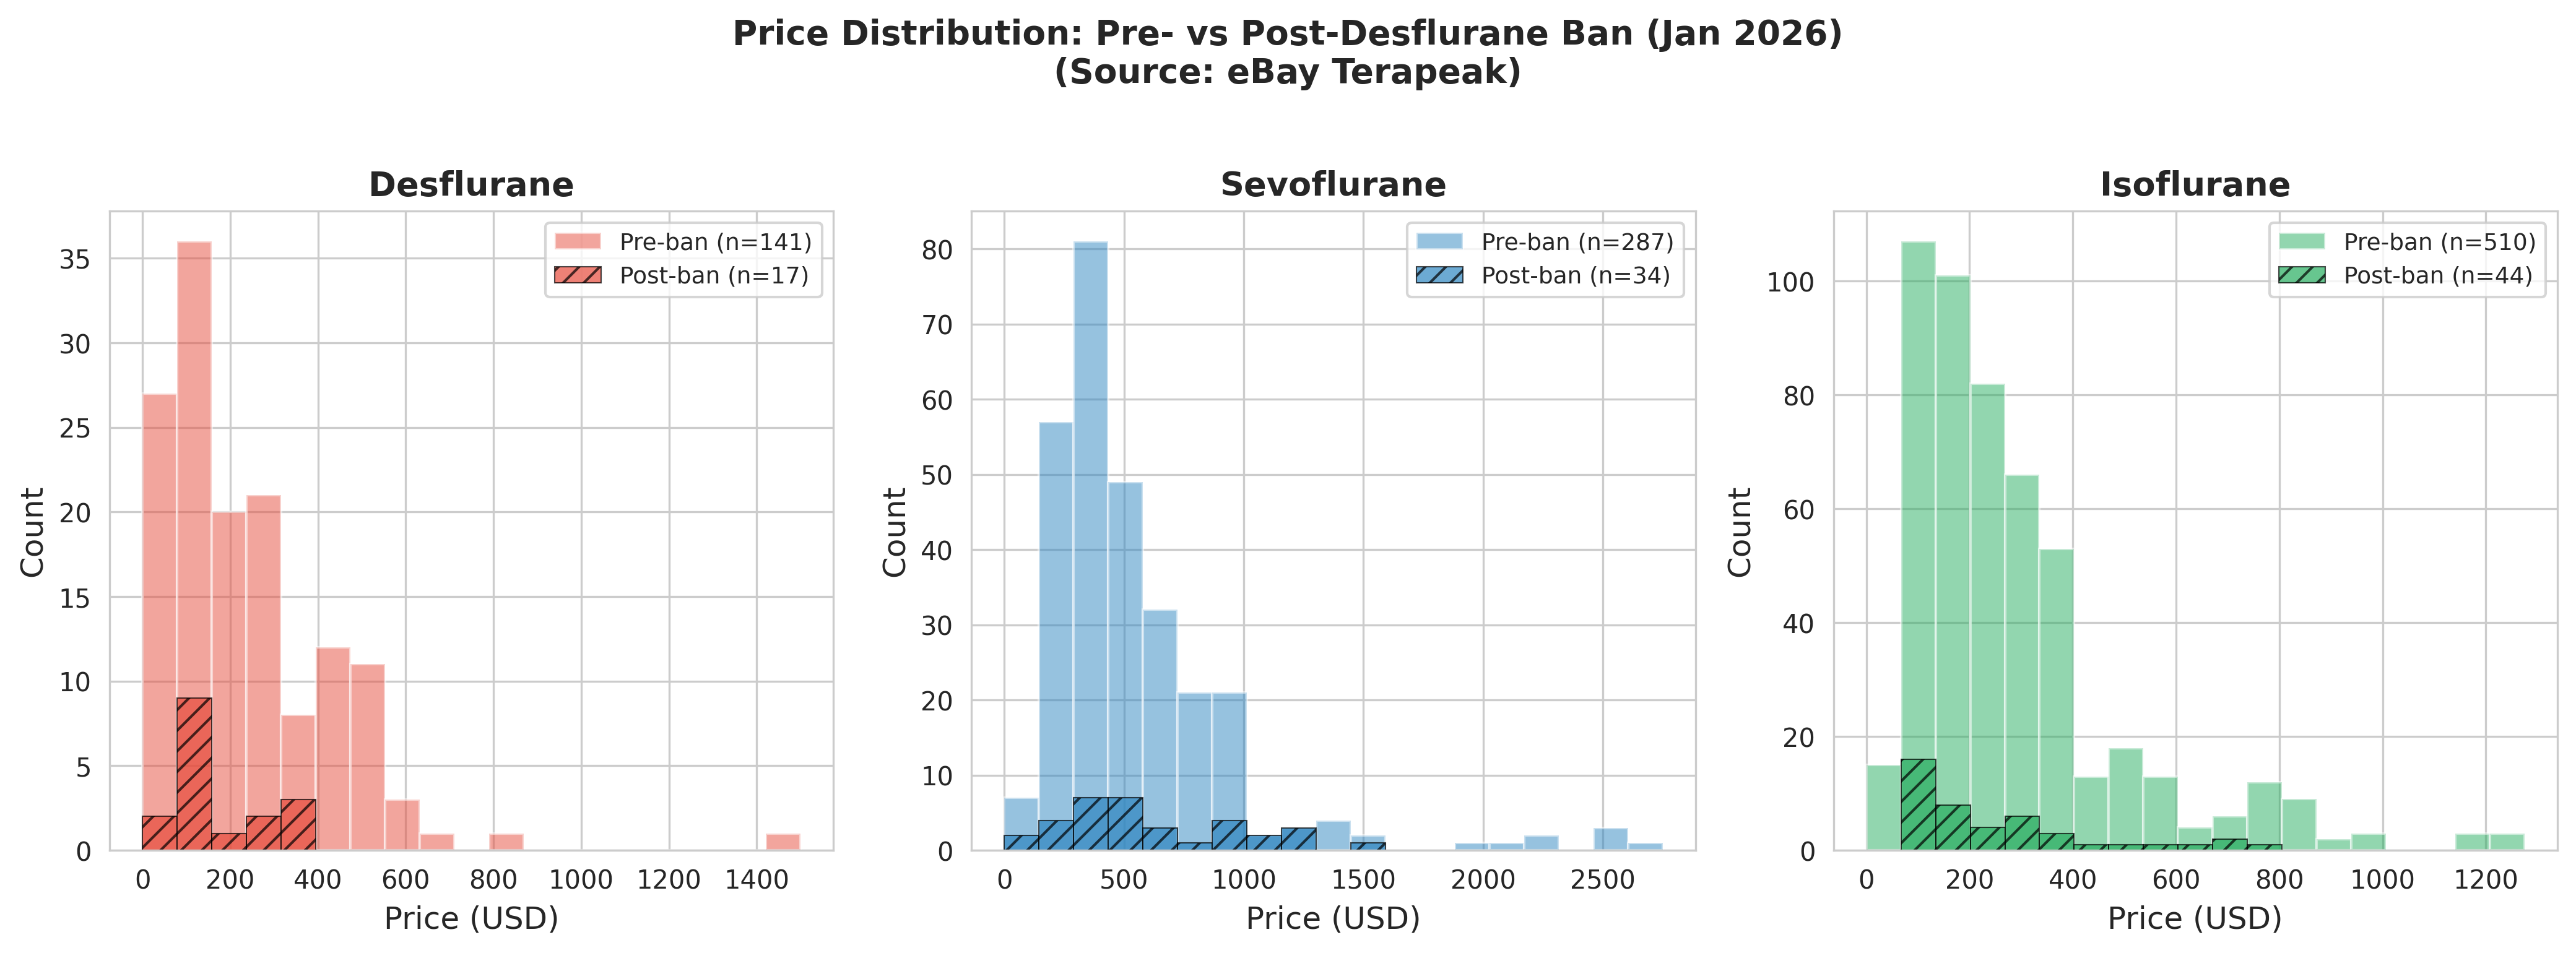 Price Distribution: Pre- vs Post-Desflurane Ban (Jan 2026)
(Source: eBay Terapeak)
Desflurane
Pre-ban (n=141)
Post-ban (n=17)
Count
35
30
25
20
15
10
5
0
0 200 400 600 800 1000 1200 1400
Price (USD)
Sevoflurane
Pre-ban (n=287)
Post-ban (n=34)
Count
80
70
60
50
40
30
20
10
0
0 500 1000 1500 2000 2500
Price (USD)
Isoflurane
Pre-ban (n=510)
Post-ban (n=44)
Count
100
80
60
40
20
0
0 200 400 600 800 1000 1200
Price (USD)